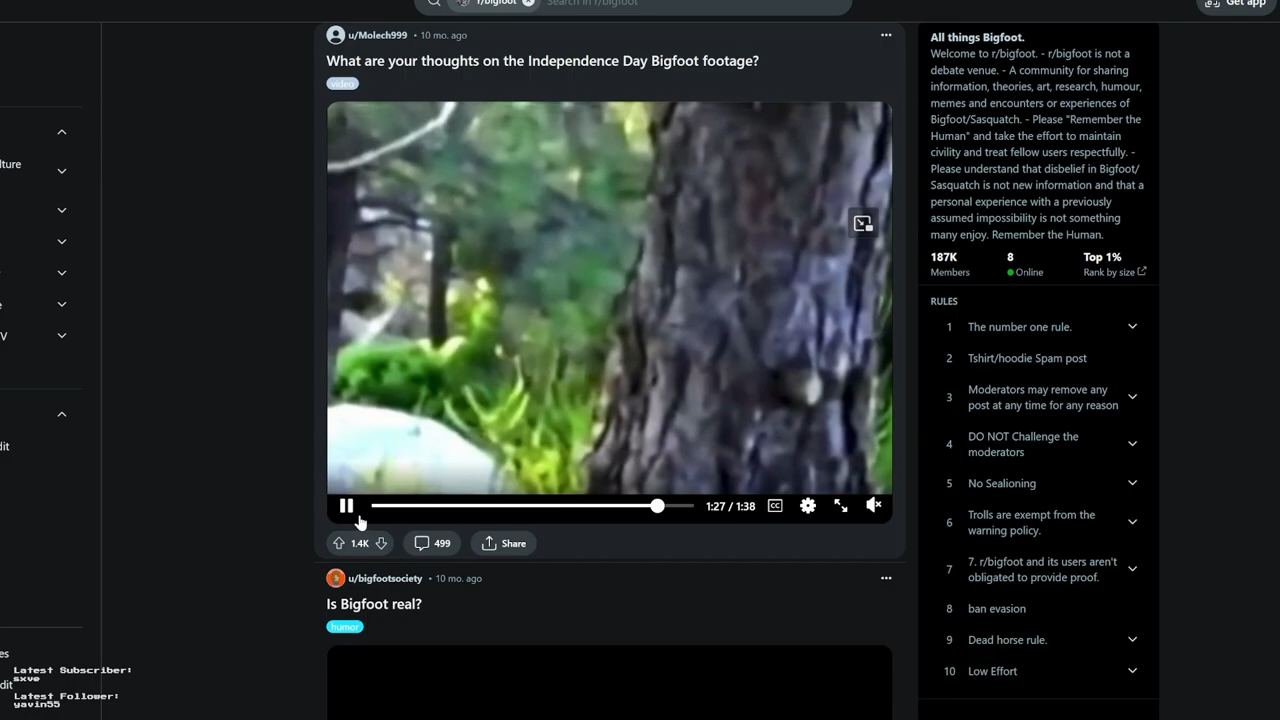 r/bigfoot
Search in r/bigfoot
Get app
u/Molech999 • 10 mo. ago
What are your thoughts on the Independence Day Bigfoot footage?
video
1:27 / 1:38
CC
1.4K
499
Share
u/bigfootsociety • 10 mo. ago
Is Bigfoot real?
humor
All things Bigfoot.
Welcome to r/bigfoot. - r/bigfoot is not a
debate venue. - A community for sharing
information, theories, art, research, humour,
memes and encounters or experiences of
Bigfoot/Sasquatch. - Please "Remember the
Human" and take the effort to maintain
civility and treat fellow users respectfully. -
Please understand that disbelief in Bigfoot/
Sasquatch is not new information and that a
personal experience with a previously
assumed impossibility is not something
many enjoy. Remember the Human.
187K
Members
8
Online
Top 1%
Rank by size
RULES
1 The number one rule.
2 Tshirt/hoodie Spam post
3 Moderators may remove any
post at any time for any reason
4 DO NOT Challenge the
moderators
5 No Sealioning
6 Trolls are exempt from the
warning policy.
7 7. r/bigfoot and its users aren't
obligated to provide proof.
8 ban evasion
9 Dead horse rule.
10 Low Effort
lture
V
dit
es
dit
Latest Subscriber:
sxve
Latest Follower:
yavin55